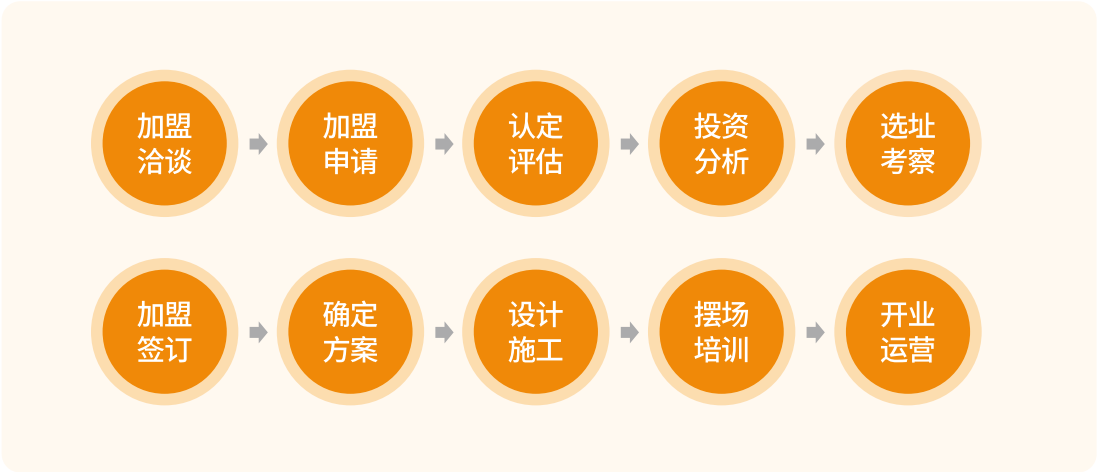 加盟
洽谈
加盟
申请
认定
评估
投资
分析
选址
考察
加盟
签订
确定
方案
设计
施工
摆场
培训
开业
运营